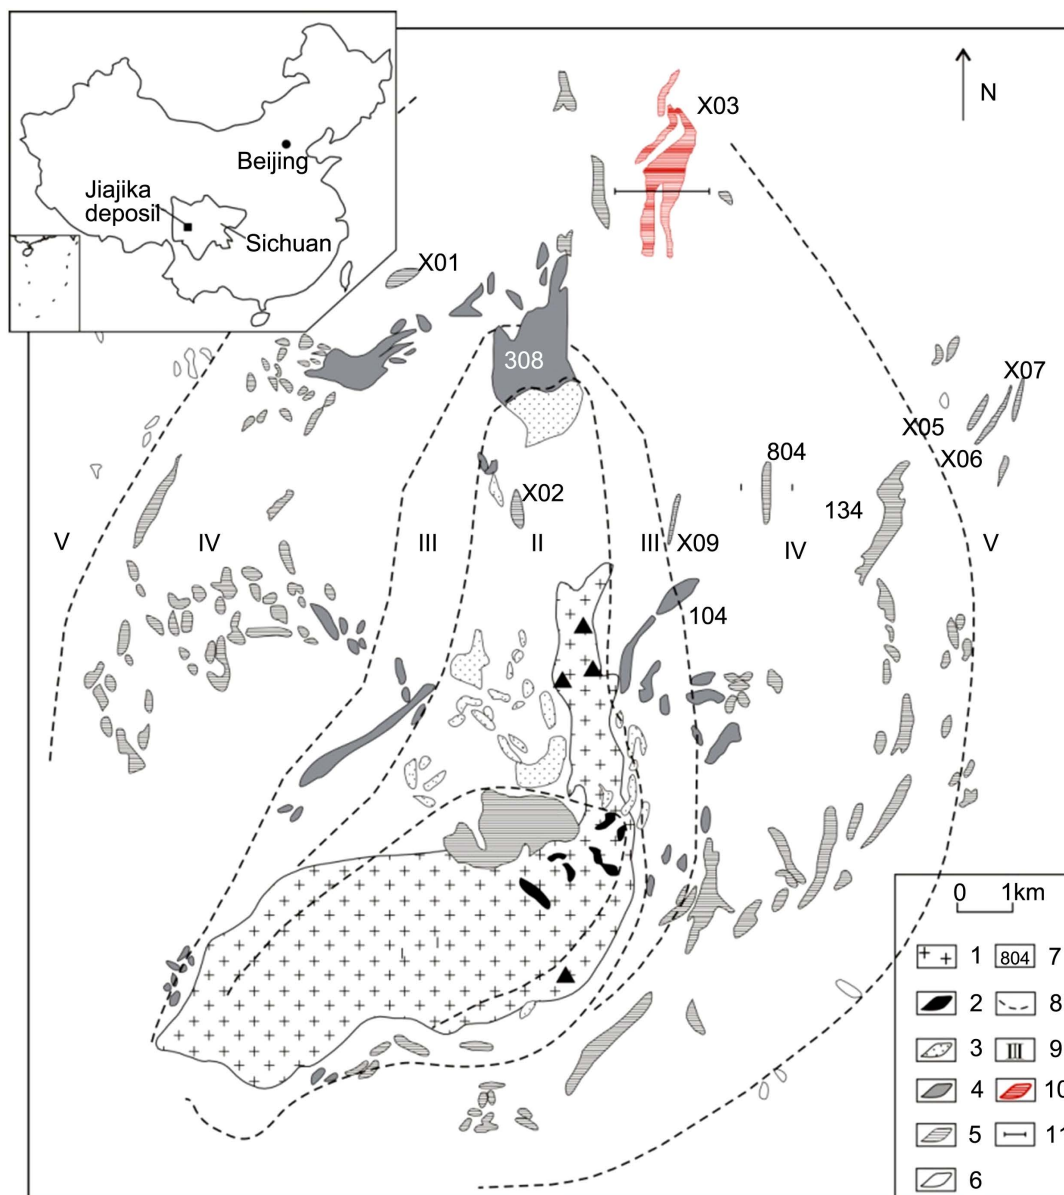 N
X03
Beijing
Jiajika
deposil
Sichuan
X01
308
X07
X05
X06
804
X02
134
V
IV
III
II
III
X09
IV
V
104
0
1km
1
7
2
8
3
III
9
4
10
5
11
6
804